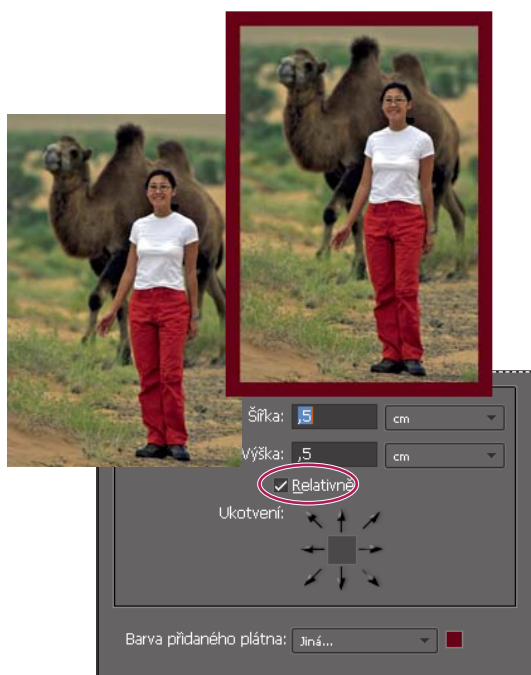 Šířka: ,5 cm
Výška: ,5 cm
Relativně
Ukotvení:
Barva přidaného plátna: Jiná...